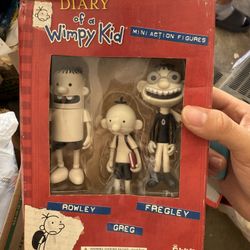 DIARY
of a
Wimpy Kid
MINI ACTION FIGURES
ROWLEY
FREGLEY
GREG